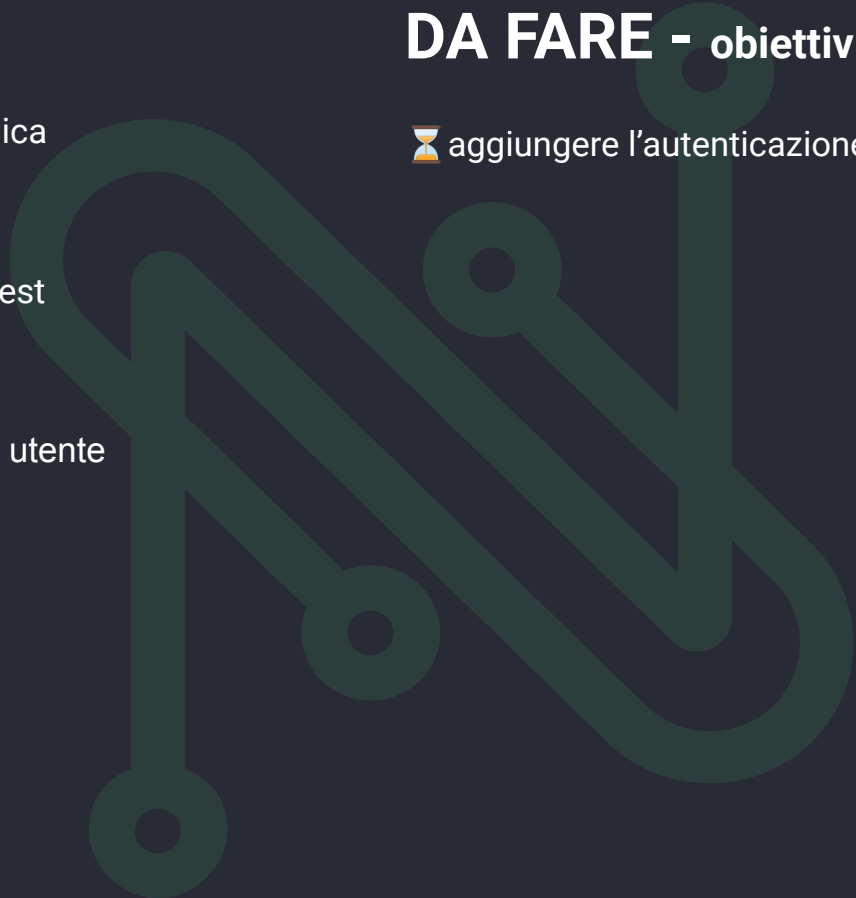 DA FARE - obiettiv
ica
⏳aggiungere l’autenticazione
est
utente